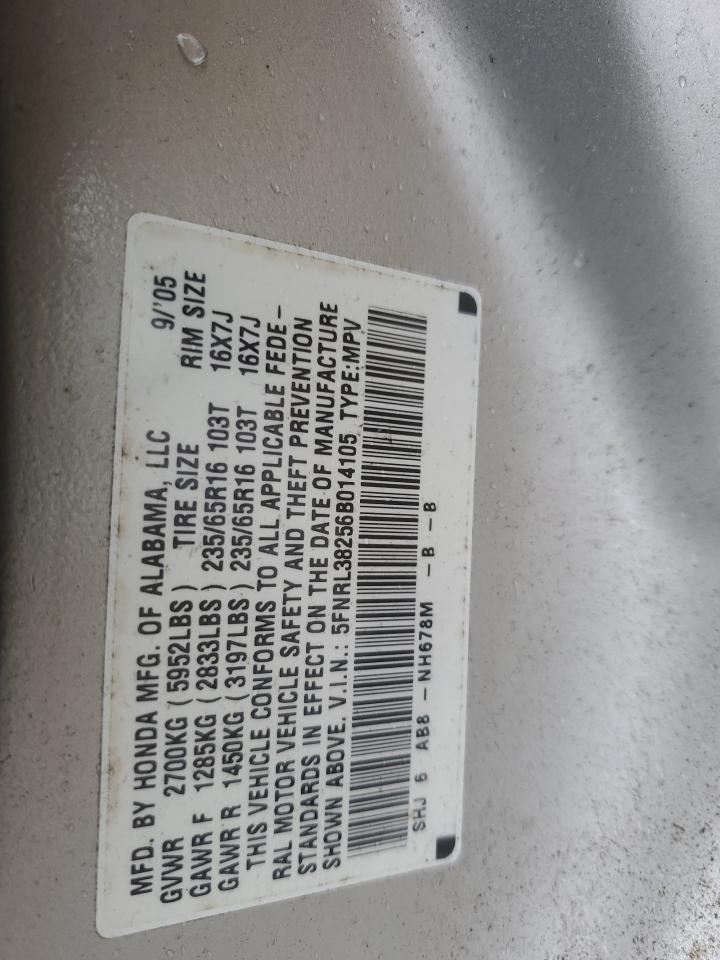 MFD. BY HONDA MFG. OF ALABAMA, LLC 9/'05
GVWR 2700KG ( 5952LBS ) TIRE SIZE RIM SIZE
GAWR F 1285KG ( 2833LBS ) 235/65R16 103T 16X7J
GAWR R 1450KG ( 3197LBS ) 235/65R16 103T 16X7J
THIS VEHICLE CONFORMS TO ALL APPLICABLE FEDE-
RAL MOTOR VEHICLE SAFETY AND THEFT PREVENTION
STANDARDS IN EFFECT ON THE DATE OF MANUFACTURE
SHOWN ABOVE. V.I.N.: 5FNRL38256B014105 TYPE:MPV
SHJ 6 AB8 - NH678M - B - B